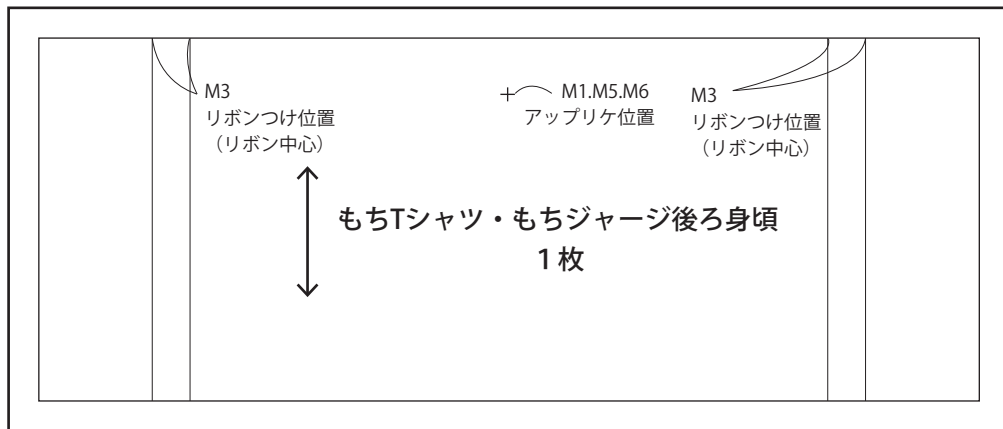 M3
リボンつけ位置
（リボン中心）
M1.M5.M6
アップリケ位置
M3
リボンつけ位置
（リボン中心）
もちTシャツ・もちジャージ後ろ身頃
１枚